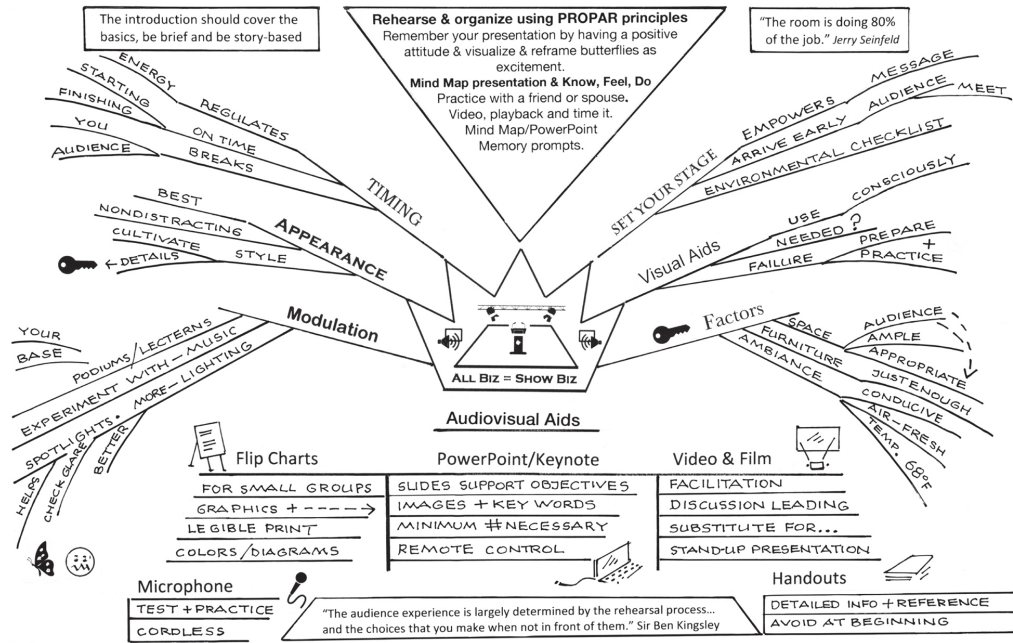 The introduction should cover the
basics, be brief and be story-based
Rehearse & organize using PROPAR principles
Remember your presentation by having a positive
attitude & visualize & reframe butterflies as
excitement.
Mind Map presentation & Know, Feel, Do
Practice with a friend or spouse.
Video, playback and time it.
Mind Map/PowerPoint
Memory prompts.
“The room is doing 80%
of the job.” Jerry Seinfeld
TIMING
ENERGY
REGULATES
STARTING
FINISHING
ON TIME
YOU
AUDIENCE
BREAKS
APPEARANCE
BEST
NONDISTRACTING
CULTIVATE
←DETAILS
STYLE
Modulation
YOUR
BASE
PODIUMS/LECTERNS
EXPERIMENT WITH – MUSIC
MORE – LIGHTING
SPOTLIGHTS.
HELPS
CHECK GLARE
BETTER
SET YOUR STAGE
EMPOWERS
MESSAGE
ARRIVE EARLY
AUDIENCE
MEET
ENVIRONMENTAL CHECKLIST
Visual Aids
USE
CONSCIOUSLY
NEEDED?
FAILURE
PREPARE
+
PRACTICE
Factors
SPACE
AUDIENCE
AMPLE
APPROPRIATE
FURNITURE
JUST ENOUGH
AMBIANCE
CONDUCIVE
AIR – FRESH
TEMP. 68°F
ALL BIZ = SHOW BIZ
Audiovisual Aids
Flip Charts
FOR SMALL GROUPS
GRAPHICS + ----→
LEGIBLE PRINT
COLORS/DIAGRAMS
PowerPoint/Keynote
SLIDES SUPPORT OBJECTIVES
IMAGES + KEY WORDS
MINIMUM # NECESSARY
REMOTE CONTROL
Video & Film
FACILITATION
DISCUSSION LEADING
SUBSTITUTE FOR...
STAND-UP PRESENTATION
Microphone
TEST + PRACTICE
CORDLESS
“The audience experience is largely determined by the rehearsal process...
and the choices that you make when not in front of them.” Sir Ben Kingsley
Handouts
DETAILED INFO + REFERENCE
AVOID AT BEGINNING